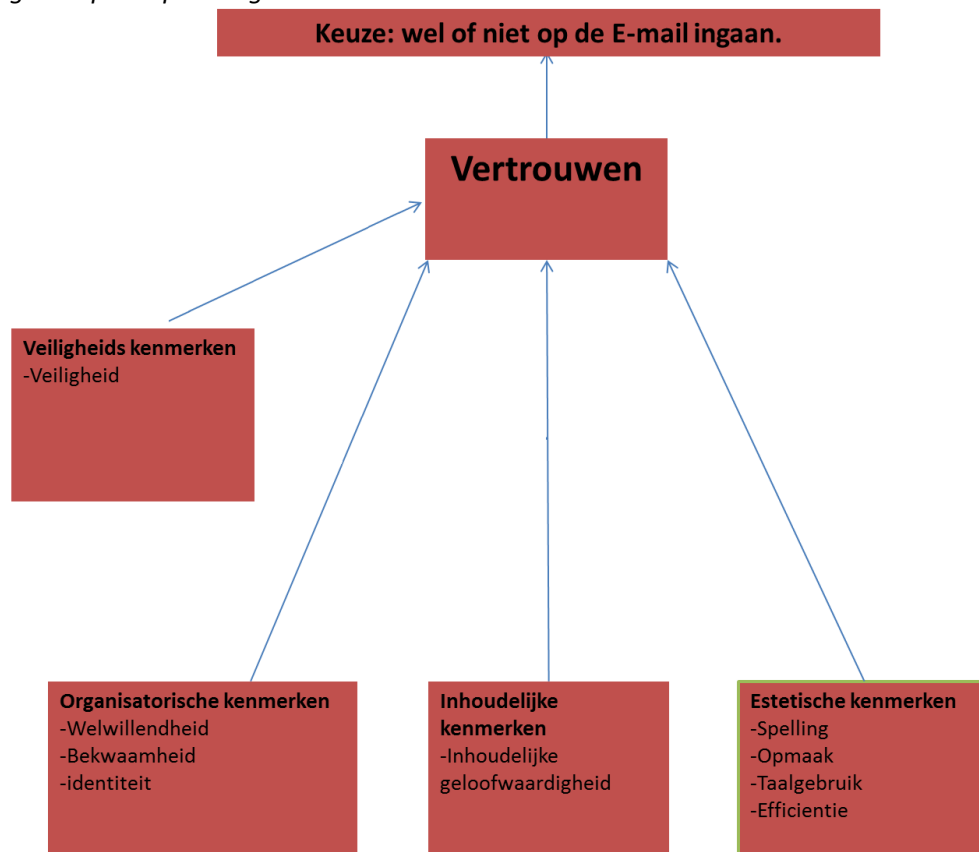 Keuze: wel of niet op de E-mail ingaan.
Vertrouwen
Veiligheids kenmerken
-Veiligheid
Organisatorische kenmerken
-Welwillendheid
-Bekwaamheid
-identiteit
Inhoudelijke
kenmerken
-Inhoudelijke
geloofwaardigheid
Estetische kenmerken
-Spelling
-Opmaak
-Taalgebruik
-Efficientie